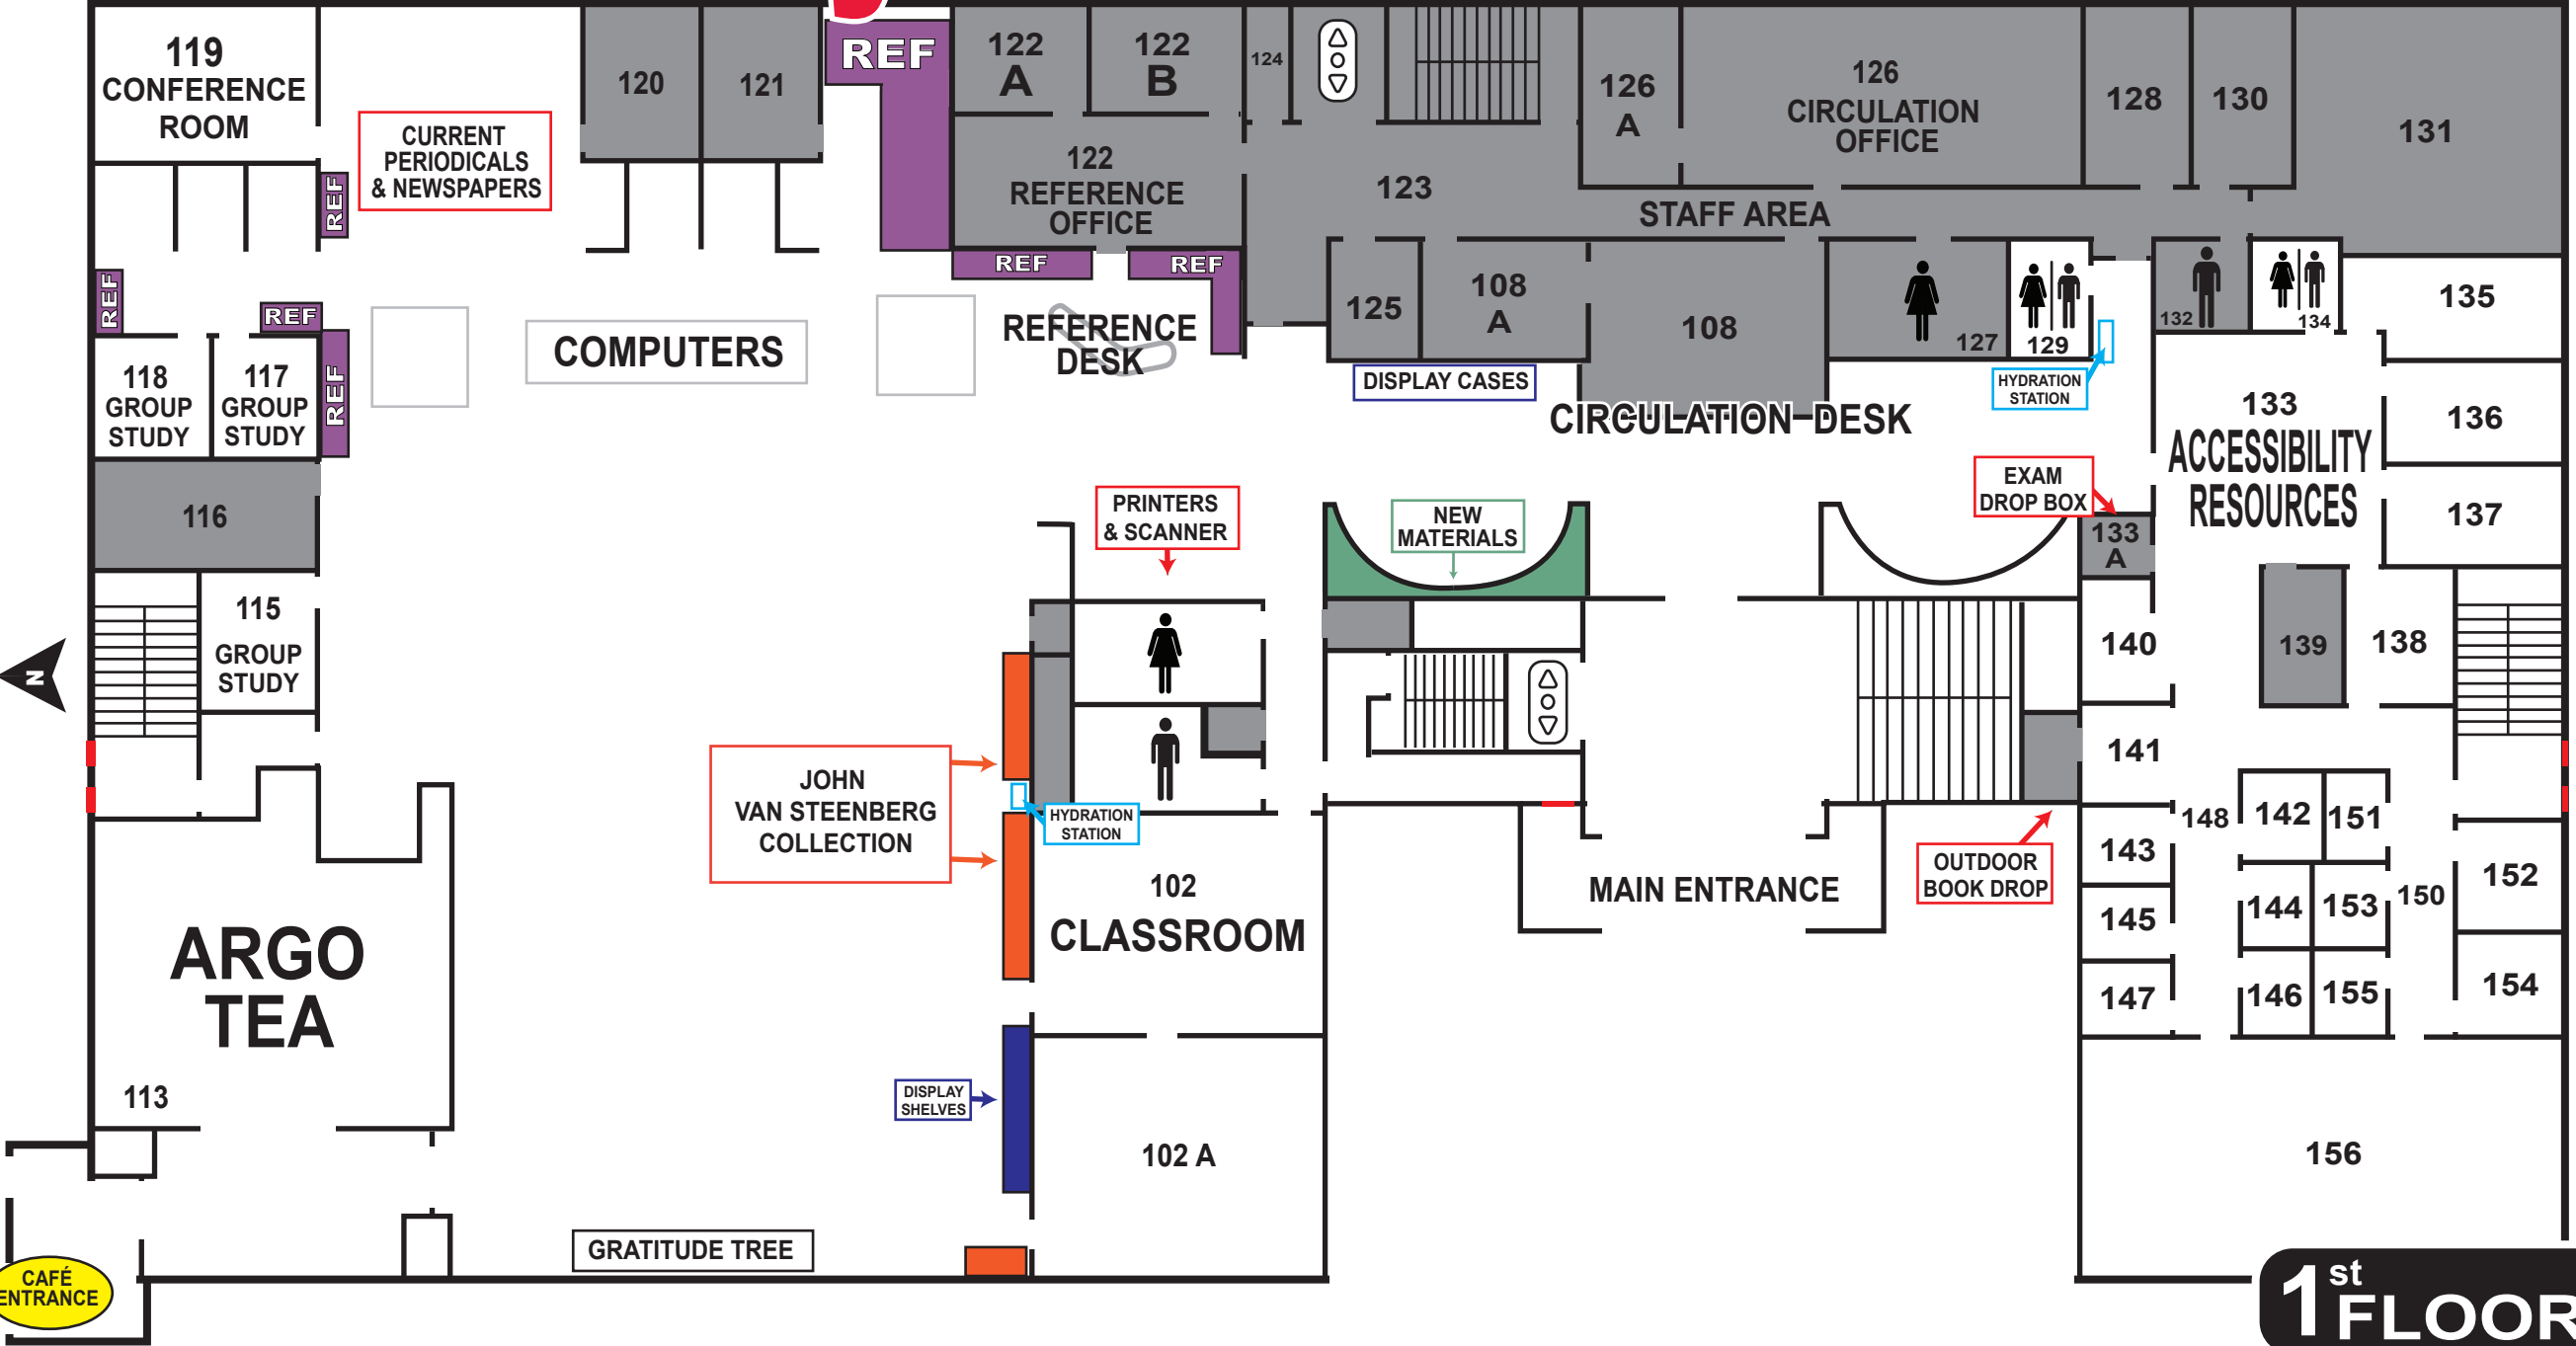 119
CONFERENCE
ROOM
CURRENT
PERIODICALS
& NEWSPAPERS
120
121
REF
122
A
122
B
124
126
A
126
CIRCULATION
OFFICE
128
130
131
122
REFERENCE
OFFICE
123
STAFF AREA
REF
REF
REF
REF
REF
REF
COMPUTERS
REFERENCE
DESK
125
108
A
108
127
129
132
134
135
DISPLAY CASES
HYDRATION
STATION
118
GROUP
STUDY
117
GROUP
STUDY
CIRCULATION DESK
133
ACCESSIBILITY
RESOURCES
136
137
116
PRINTERS
& SCANNER
NEW
MATERIALS
EXAM
DROP BOX
133
A
115
GROUP
STUDY
N
140
139
138
141
JOHN
VAN STEENBERG
COLLECTION
HYDRATION
STATION
148
142
151
143
152
OUTDOOR
BOOK DROP
MAIN ENTRANCE
102
CLASSROOM
144
153
150
145
ARGO
TEA
147
146
155
154
113
DISPLAY
SHELVES
102 A
156
GRATITUDE TREE
CAFÉ
ENTRANCE
1st
FLOOR